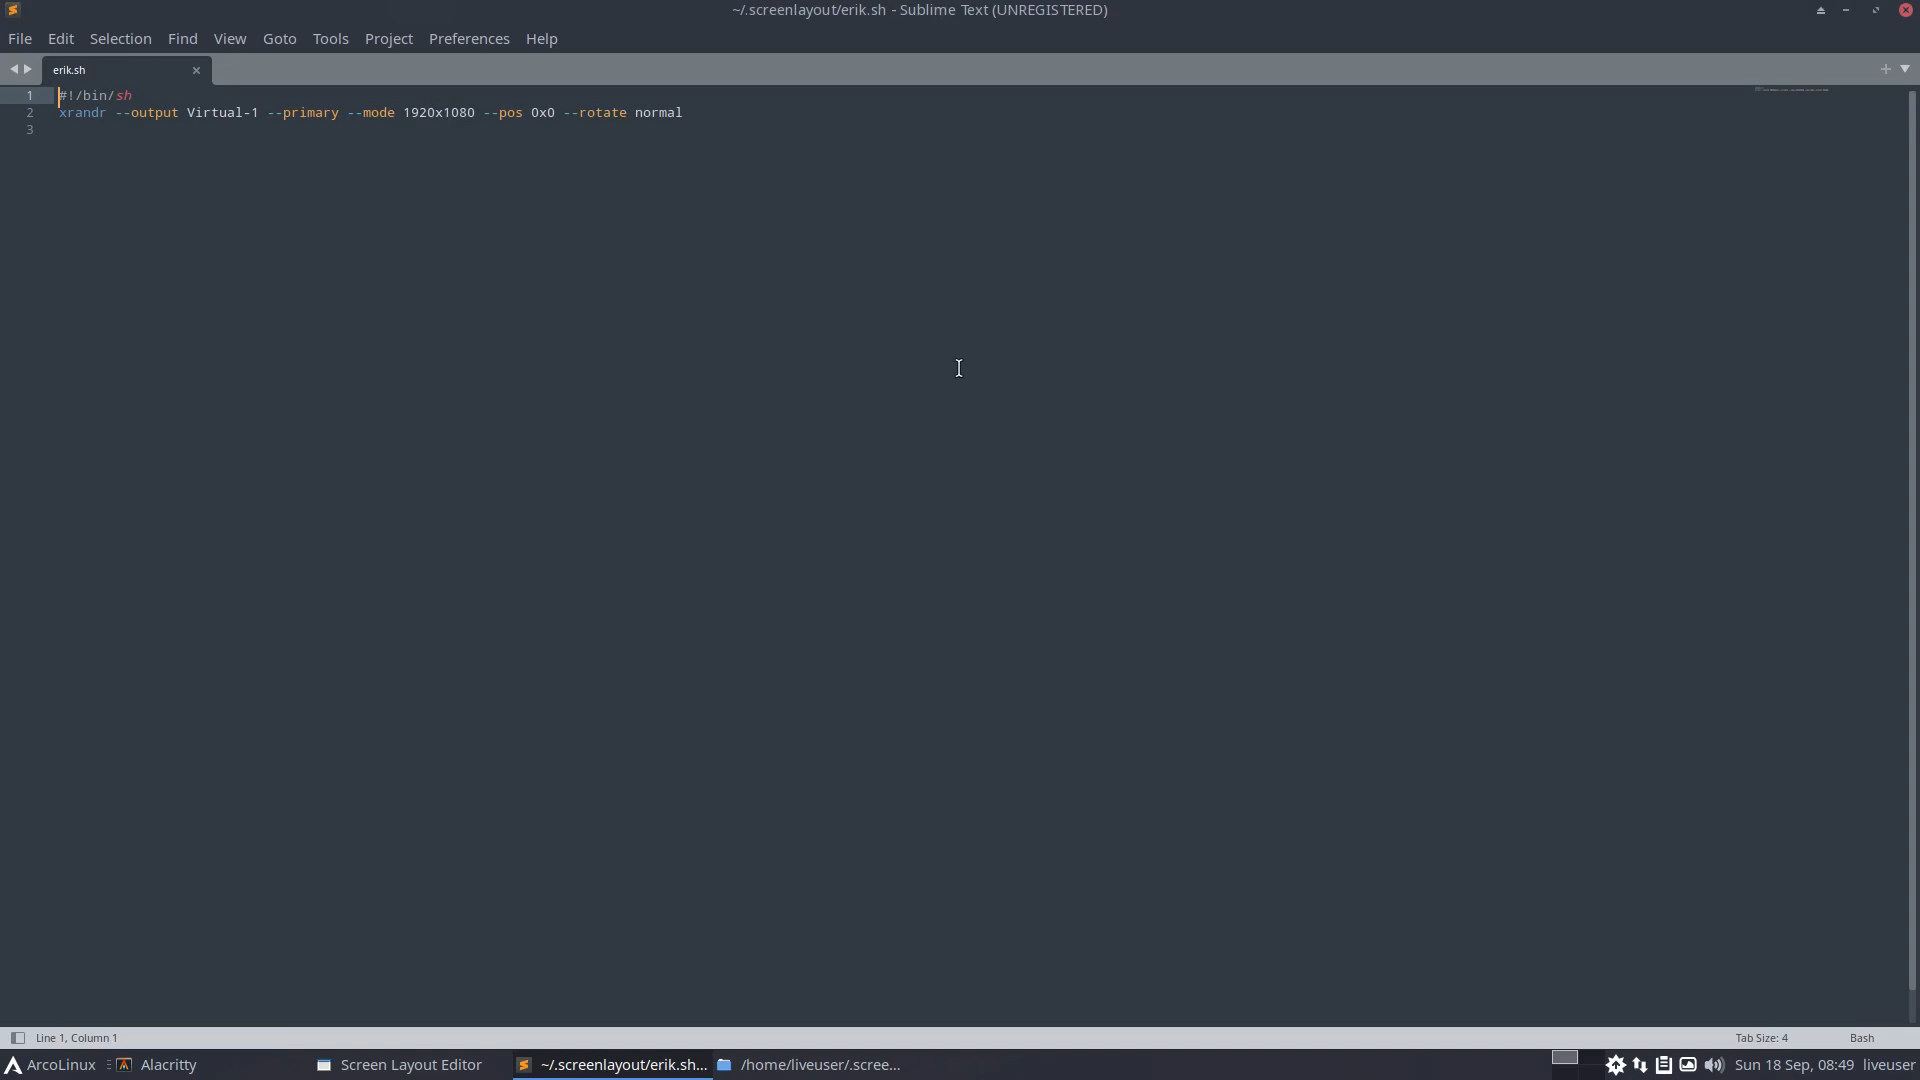 ~/.screenlayout/erik.sh - Sublime Text (UNREGISTERED)
File Edit Selection Find View Goto Tools Project Preferences Help
erik.sh
1 #!/bin/sh
2 xrandr --output Virtual-1 --primary --mode 1920x1080 --pos 0x0 --rotate normal
3
Line 1, Column 1 Tab Size: 4 Bash
ArcoLinux Alacritty Screen Layout Editor ~/.screenlayout/erik.sh... /home/liveuser/.scree... Sun 18 Sep, 08:49 liveuser